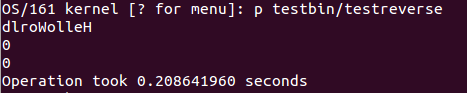 OS/161 kernel [? for menu]: p testbin/testreverse
dlroWolleH
0
0
Operation took 0.208641960 seconds